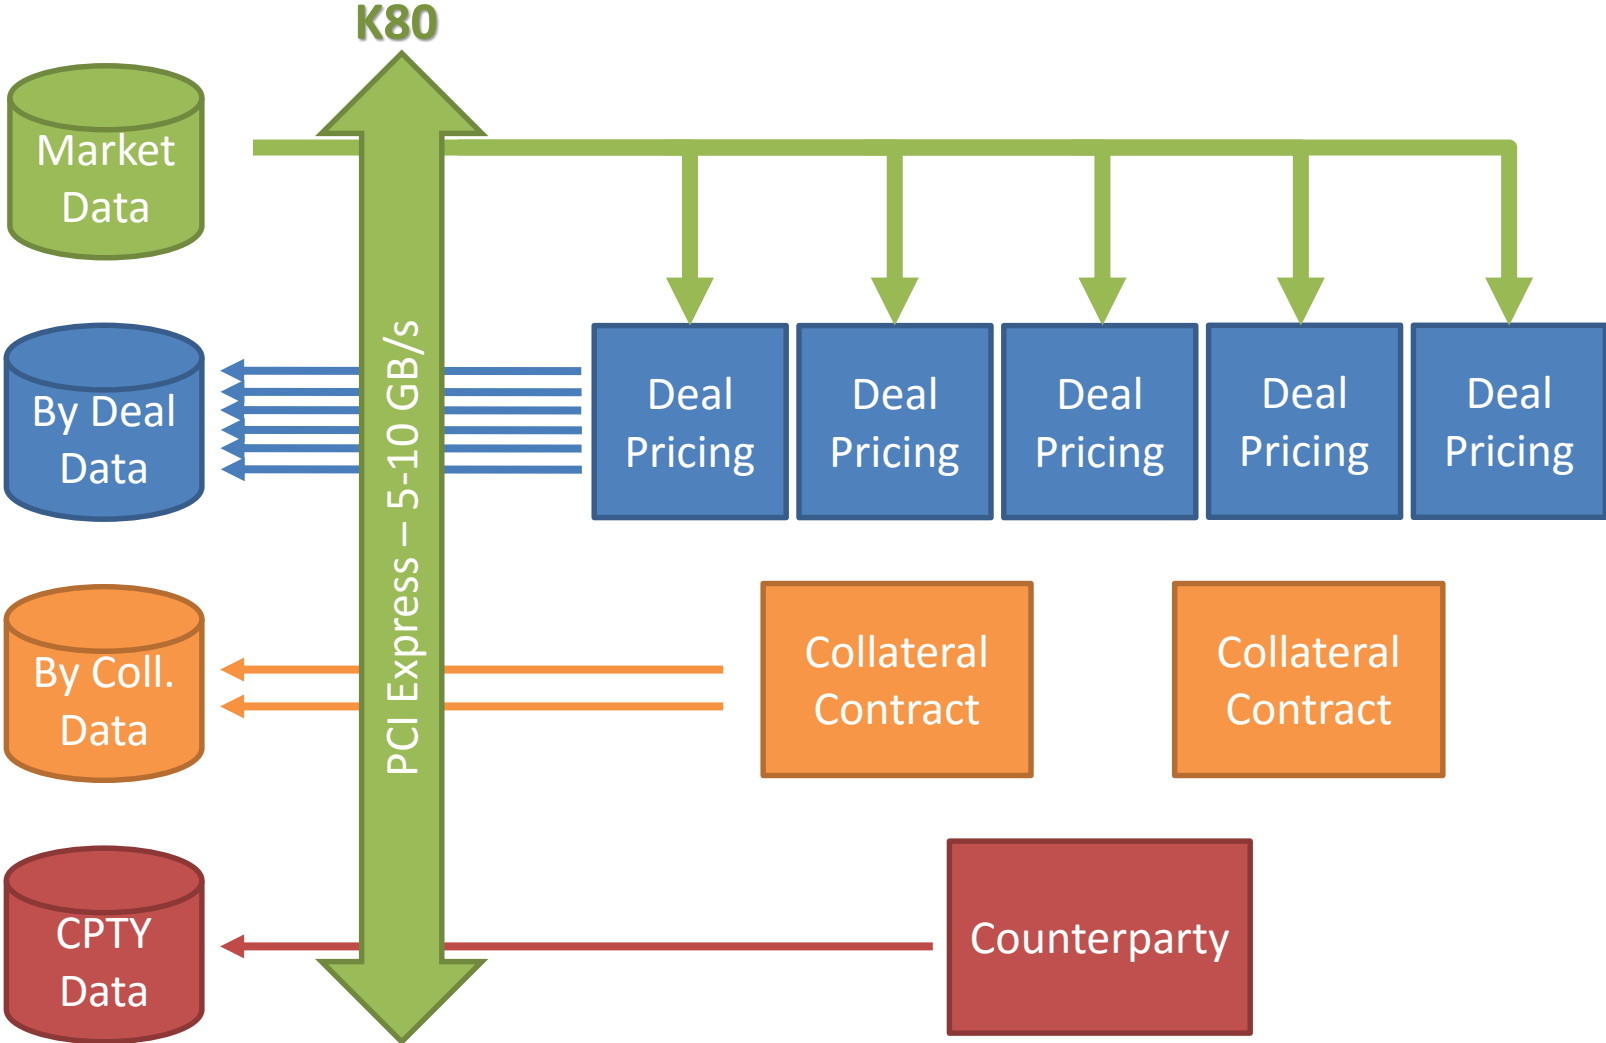 K80
Market
Data
PCI Express – 5-10 GB/s
By Deal
Data
Deal
Pricing
Deal
Pricing
Deal
Pricing
Deal
Pricing
Deal
Pricing
By Coll.
Data
Collateral
Contract
Collateral
Contract
CPTY
Data
Counterparty